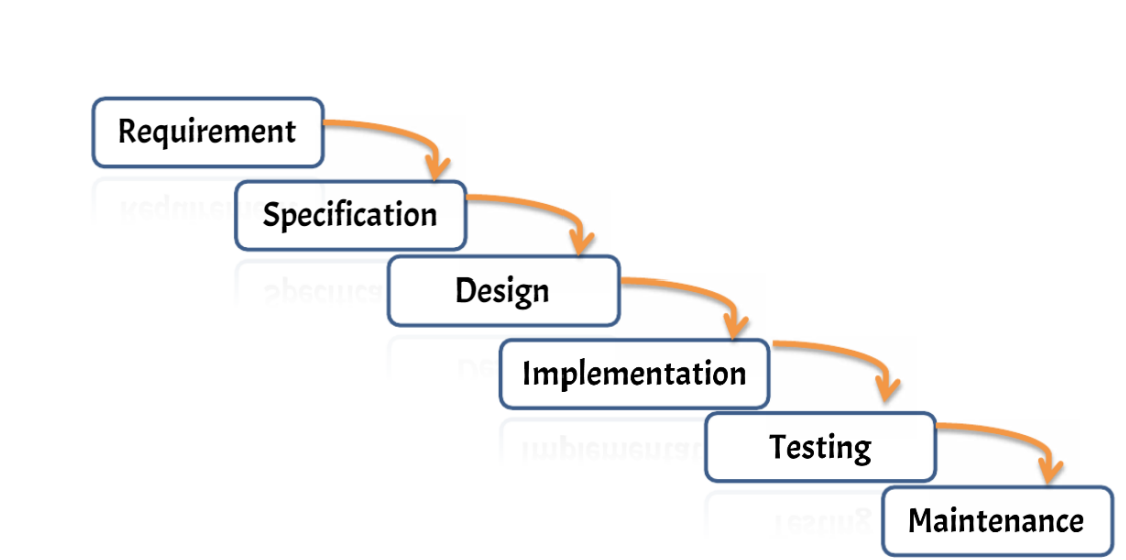 Requirement
Specification
Design
Implementation
Testing
Maintenance